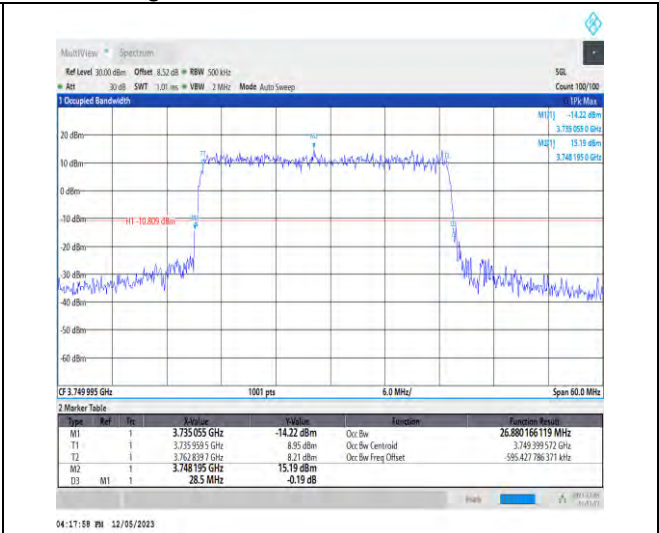 MultiView Spectrum
Ref Level 30.00 dBm Offset 8.52 dB RBW 500 kHz SGL
Att 30 dB SWT 1.01 ms VBW 2 MHz Mode Auto Sweep Count 100/100
1 Occupied Bandwidth 1Pk Max
M1[1] -14.22 dBm
3.735 055 0 GHz
M2[1] 15.19 dBm
3.748 195 0 GHz
20 dBm
10 dBm
0 dBm
-10 dBm
H1 -10.809 dBm
-20 dBm
-30 dBm
-40 dBm
-50 dBm
-60 dBm
CF 3.749 995 GHz 1001 pts 6.0 MHz/ Span 60.0 MHz
2 Marker Table
Type Ref Trc X-Value Y-Value Function Function Result
M1 1 3.735 055 GHz -14.22 dBm Occ Bw 26.880 166 119 MHz
T1 1 3.735 959 5 GHz 8.95 dBm Occ Bw Centroid 3.749 399 572 GHz
T2 1 3.762 839 7 GHz 8.21 dBm Occ Bw Freq Offset -595.427 786 371 kHz
M2 1 3.748 195 GHz 15.19 dBm
D3 M1 1 28.5 MHz -0.19 dB
04:17:58 PM 12/05/2023